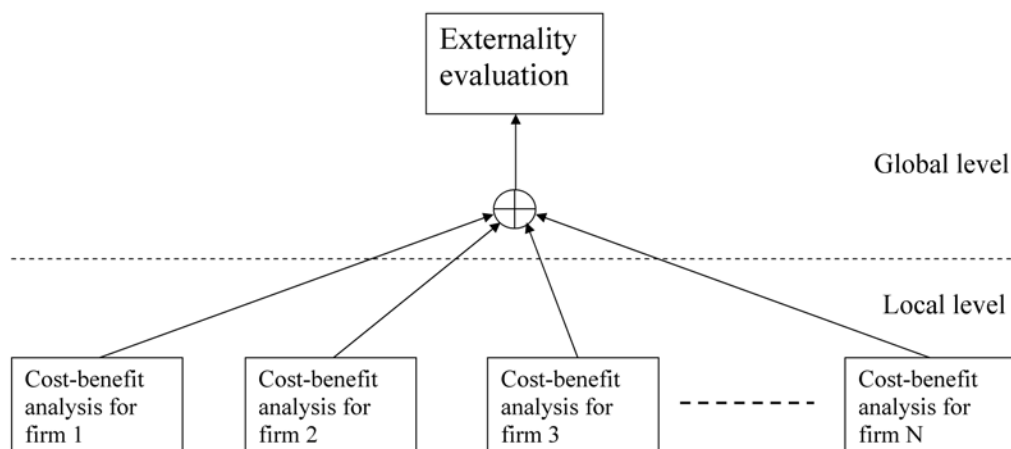 Externality
evaluation
Global level
Local level
Cost-benefit
analysis for
firm 1
Cost-benefit
analysis for
firm 2
Cost-benefit
analysis for
firm 3
Cost-benefit
analysis for
firm N